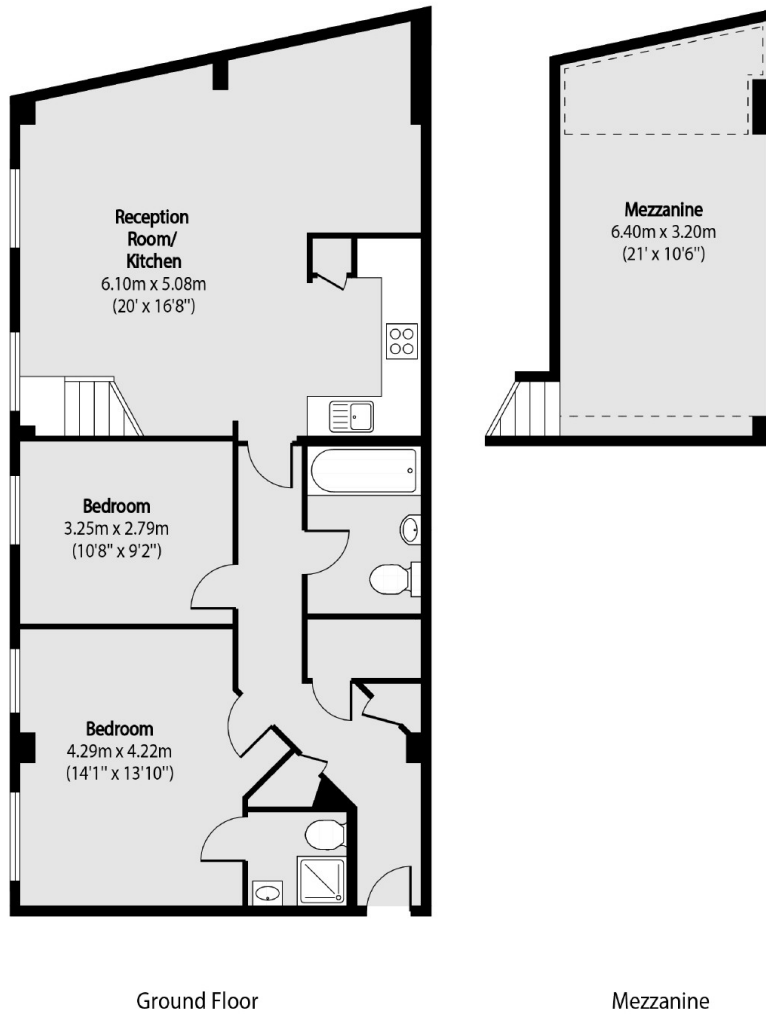 Reception
Room/
Kitchen
6.10m x 5.08m
(20' x 16'8")
Bedroom
3.25m x 2.79m
(10'8" x 9'2")
Bedroom
4.29m x 4.22m
(14'1" x 13'10")
Ground Floor
Mezzanine
6.40m x 3.20m
(21' x 10'6")
Mezzanine